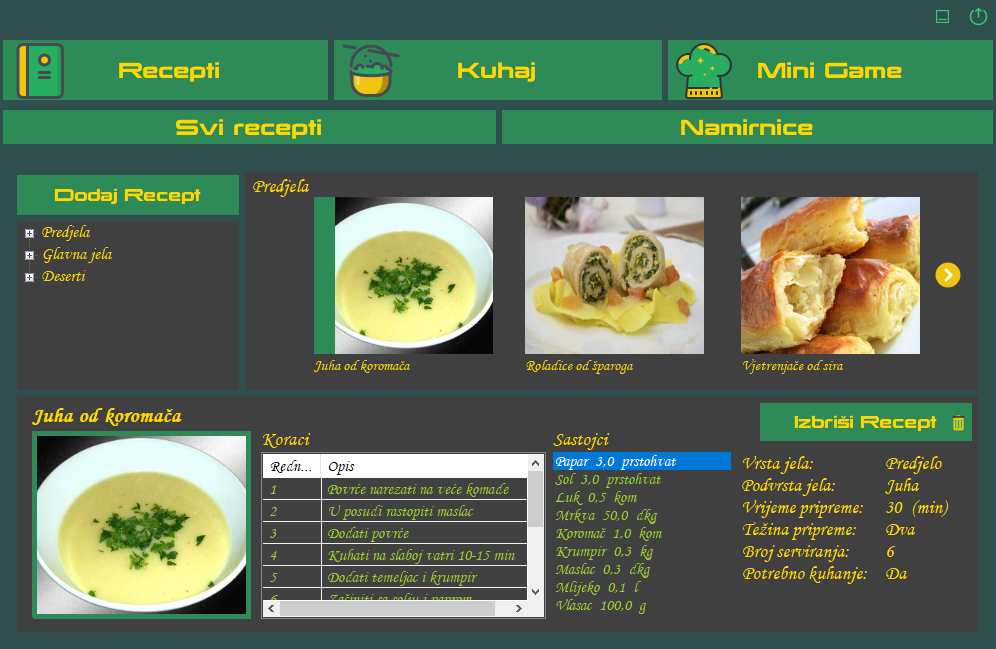 Recepti
Kuhaj
Mini Game
Svi recepti
Namirnice
Dodaj Recept
Predjela
Glavna jela
Deserti
Predjela
Juha od koromača
Roladice od šparoga
Vjetrenjače od sira
Juha od koromača
Koraci
Redn... Opis
1 Povrće narezati na veće komade
2 U posudi rastopiti maslac
3 Dodati povrće
4 Kuhati na slaboj vatri 10-15 min
5 Dodati temeljac i krumpir
6 Začiniti sa solju i paprom
Sastojci
Papar 3,0 prstohvat
Sol 3,0 prstohvat
Luk 0,5 kom
Mrkva 50,0 dkg
Koromač 1,0 kom
Krumpir 0,3 kg
Maslac 0,3 dkg
Mlijeko 0,1 l
Vlasac 100,0 g
Izbriši Recept
Vrsta jela: Predjelo
Podvrsta jela: Juha
Vrijeme pripreme: 30 (min)
Težina pripreme: Dva
Broj serviranja: 6
Potrebno kuhanje: Da